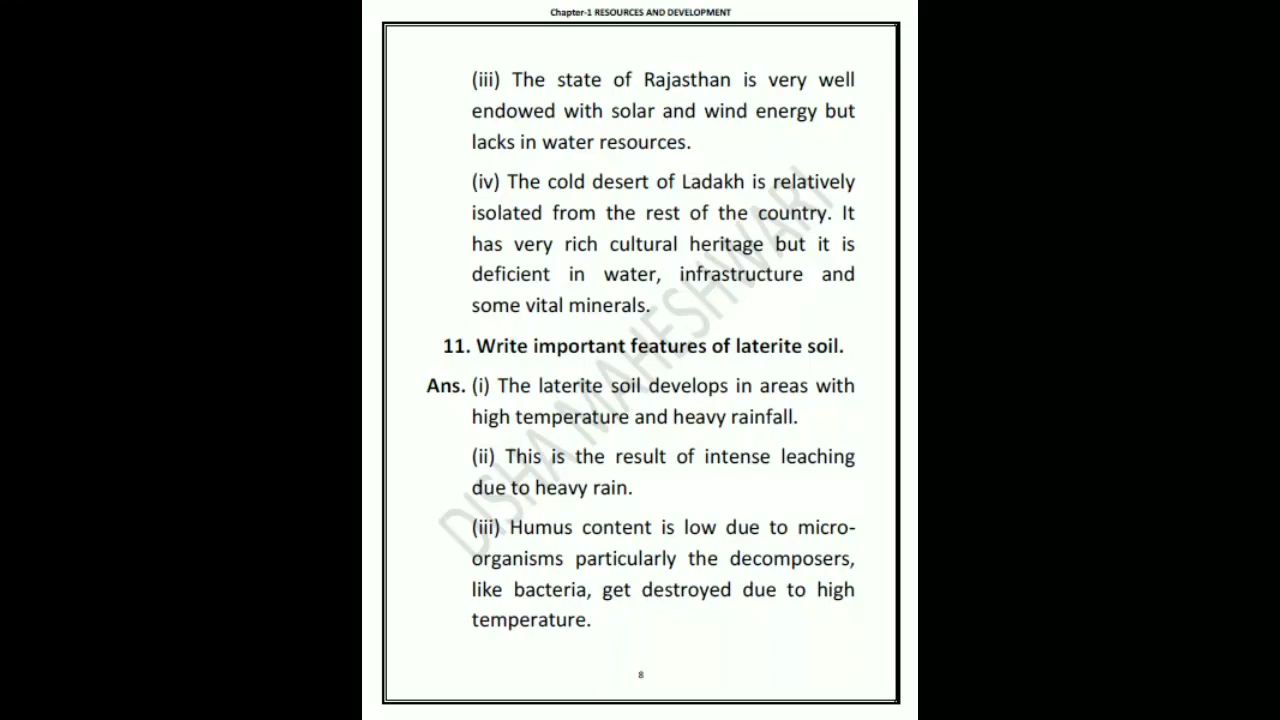 Chapter-1 RESOURCES AND DEVELOPMENT
(iii) The state of Rajasthan is very well
endowed with solar and wind energy but
lacks in water resources.
(iv) The cold desert of Ladakh is relatively
isolated from the rest of the country. It
has very rich cultural heritage but it is
deficient in water, infrastructure and
some vital minerals.
11. Write important features of laterite soil.
Ans. (i) The laterite soil develops in areas with
high temperature and heavy rainfall.
(ii) This is the result of intense leaching
due to heavy rain.
(iii) Humus content is low due to micro-
organisms particularly the decomposers,
like bacteria, get destroyed due to high
temperature.
DISHA MAHESHWARI
8